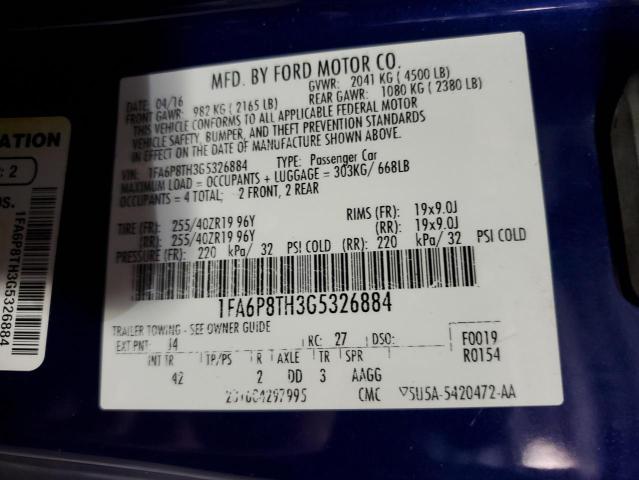 MFD. BY FORD MOTOR CO.
DATE: 04/16 GVWR: 2041 KG ( 4500 LB)
FRONT GAWR: 982 KG ( 2165 LB) REAR GAWR: 1080 KG ( 2380 LB)
THIS VEHICLE CONFORMS TO ALL APPLICABLE FEDERAL MOTOR
VEHICLE SAFETY, BUMPER, AND THEFT PREVENTION STANDARDS
IN EFFECT ON THE DATE OF MANUFACTURE SHOWN ABOVE.
VIN: 1FA6P8TH3G5326884 TYPE: Passenger Car
MAXIMUM LOAD = OCCUPANTS + LUGGAGE = 303KG/ 668LB
OCCUPANTS = 4 TOTAL; 2 FRONT, 2 REAR
TIRE (FR): 255/40ZR19 96Y RIMS (FR): 19x9.0J
(RR): 255/40ZR19 96Y (RR): 19x9.0J
PRESSURE (FR): 220 kPa/ 32 PSI COLD (RR): 220 kPa/ 32 PSI COLD
1FA6P8TH3G5326884
TRAILER TOWING - SEE OWNER GUIDE
EXT PNT: J4 RC: 27 DSO: F0019
INT TR TP/PS R AXLE TR SPR R0154
42 2 DD 3 AAGG
CMC 5U5A-5420472-AA
1FA6P8TH3G5326884
: 2